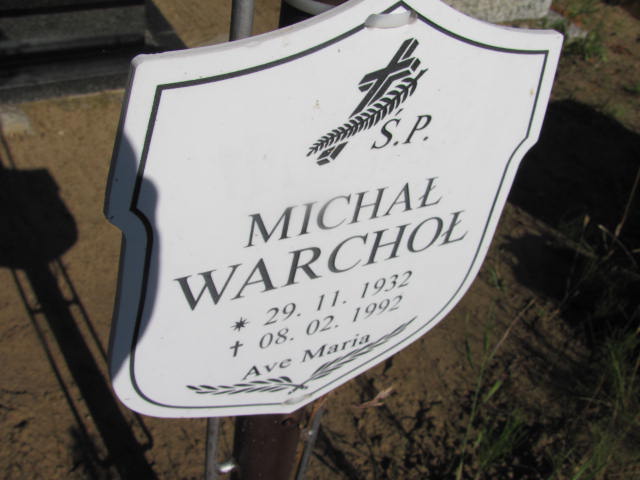 Ś.P.
MICHAŁ
WARCHOŁ
* 29. 11. 1932
† 08. 02. 1992
Ave Maria